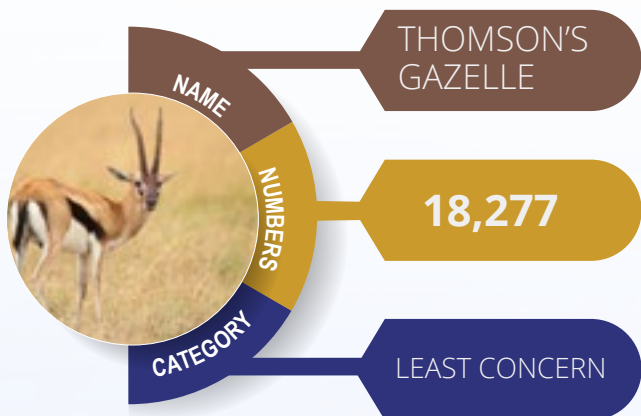 NAME
THOMSON'S
GAZELLE
NUMBERS
18,277
CATEGORY
LEAST CONCERN